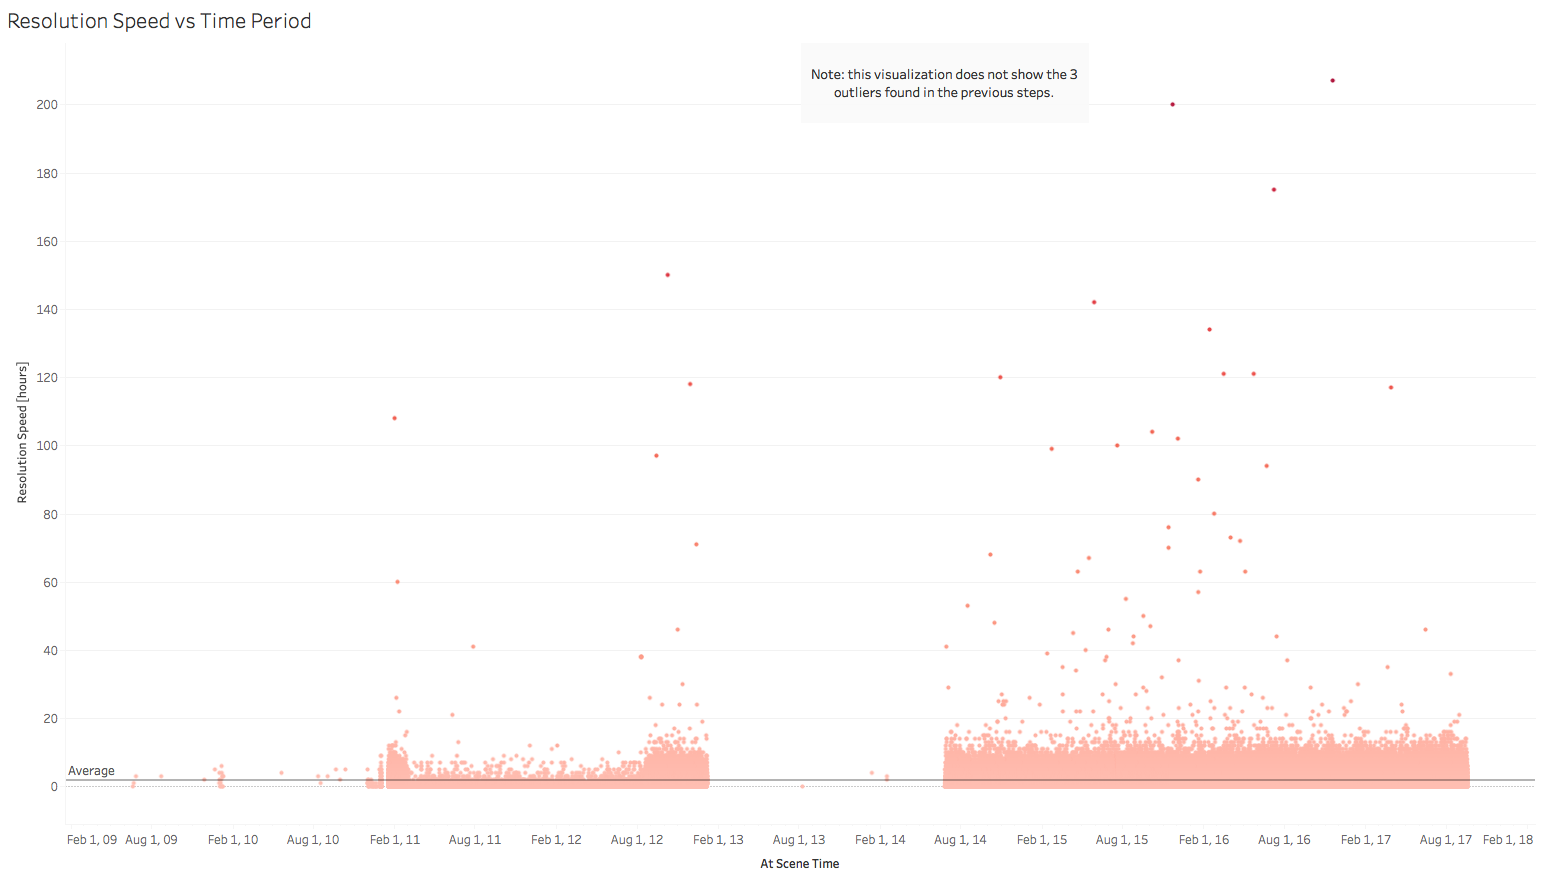 Resolution Speed vs Time Period
Note: this visualization does not show the 3
outliers found in the previous steps.
200
180
160
140
120
100
80
60
40
20
0
Resolution Speed [hours]
Average
Feb 1, 09 Aug 1, 09 Feb 1, 10 Aug 1, 10 Feb 1, 11 Aug 1, 11 Feb 1, 12 Aug 1, 12 Feb 1, 13 Aug 1, 13 Feb 1, 14 Aug 1, 14 Feb 1, 15 Aug 1, 15 Feb 1, 16 Aug 1, 16 Feb 1, 17 Aug 1, 17 Feb 1, 18
At Scene Time